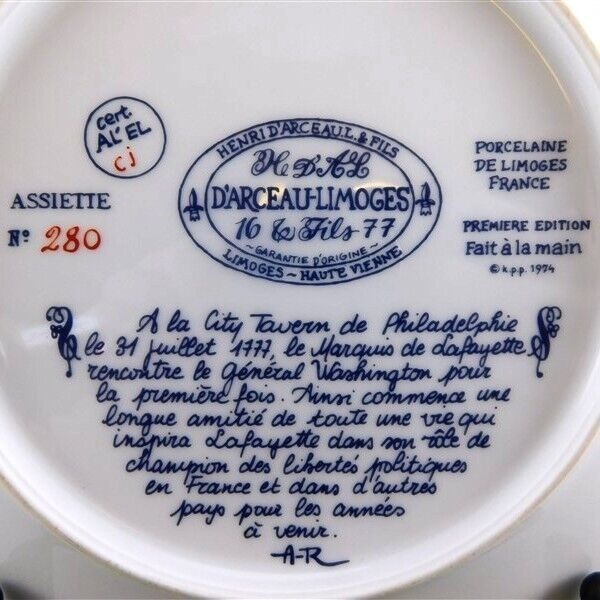 cert.
AL' EL
cj
ASSIETTE
Nº 280
HENRI D'ARCEAU L. & FILS
H D'A L
D'ARCEAU-LIMOGES
16 & Fils 77
~GARANTIE D'ORIGINE~
LIMOGES ~ HAUTE VIENNE
PORCELAINE
DE LIMOGES
FRANCE
PREMIERE EDITION
Fait à la main
© k.p.p. 1974
A la City Tavern de Philadelphie
le 31 juillet 1777, le Marquis de Lafayette
rencontre le général Washington pour
la première fois. Ainsi commence une
longue amitié de toute une vie qui
inspira Lafayette dans son rôle de
champion des libertés politiques
en France et dans d'autres
pays pour les années
à venir.
A-R